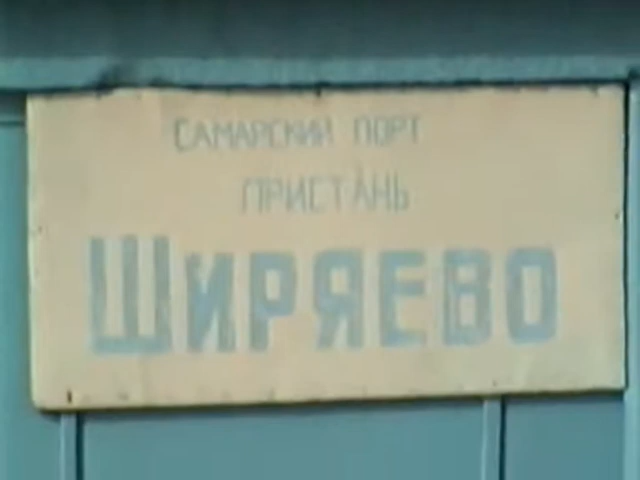 Самарский порт
пристань
Ширяево